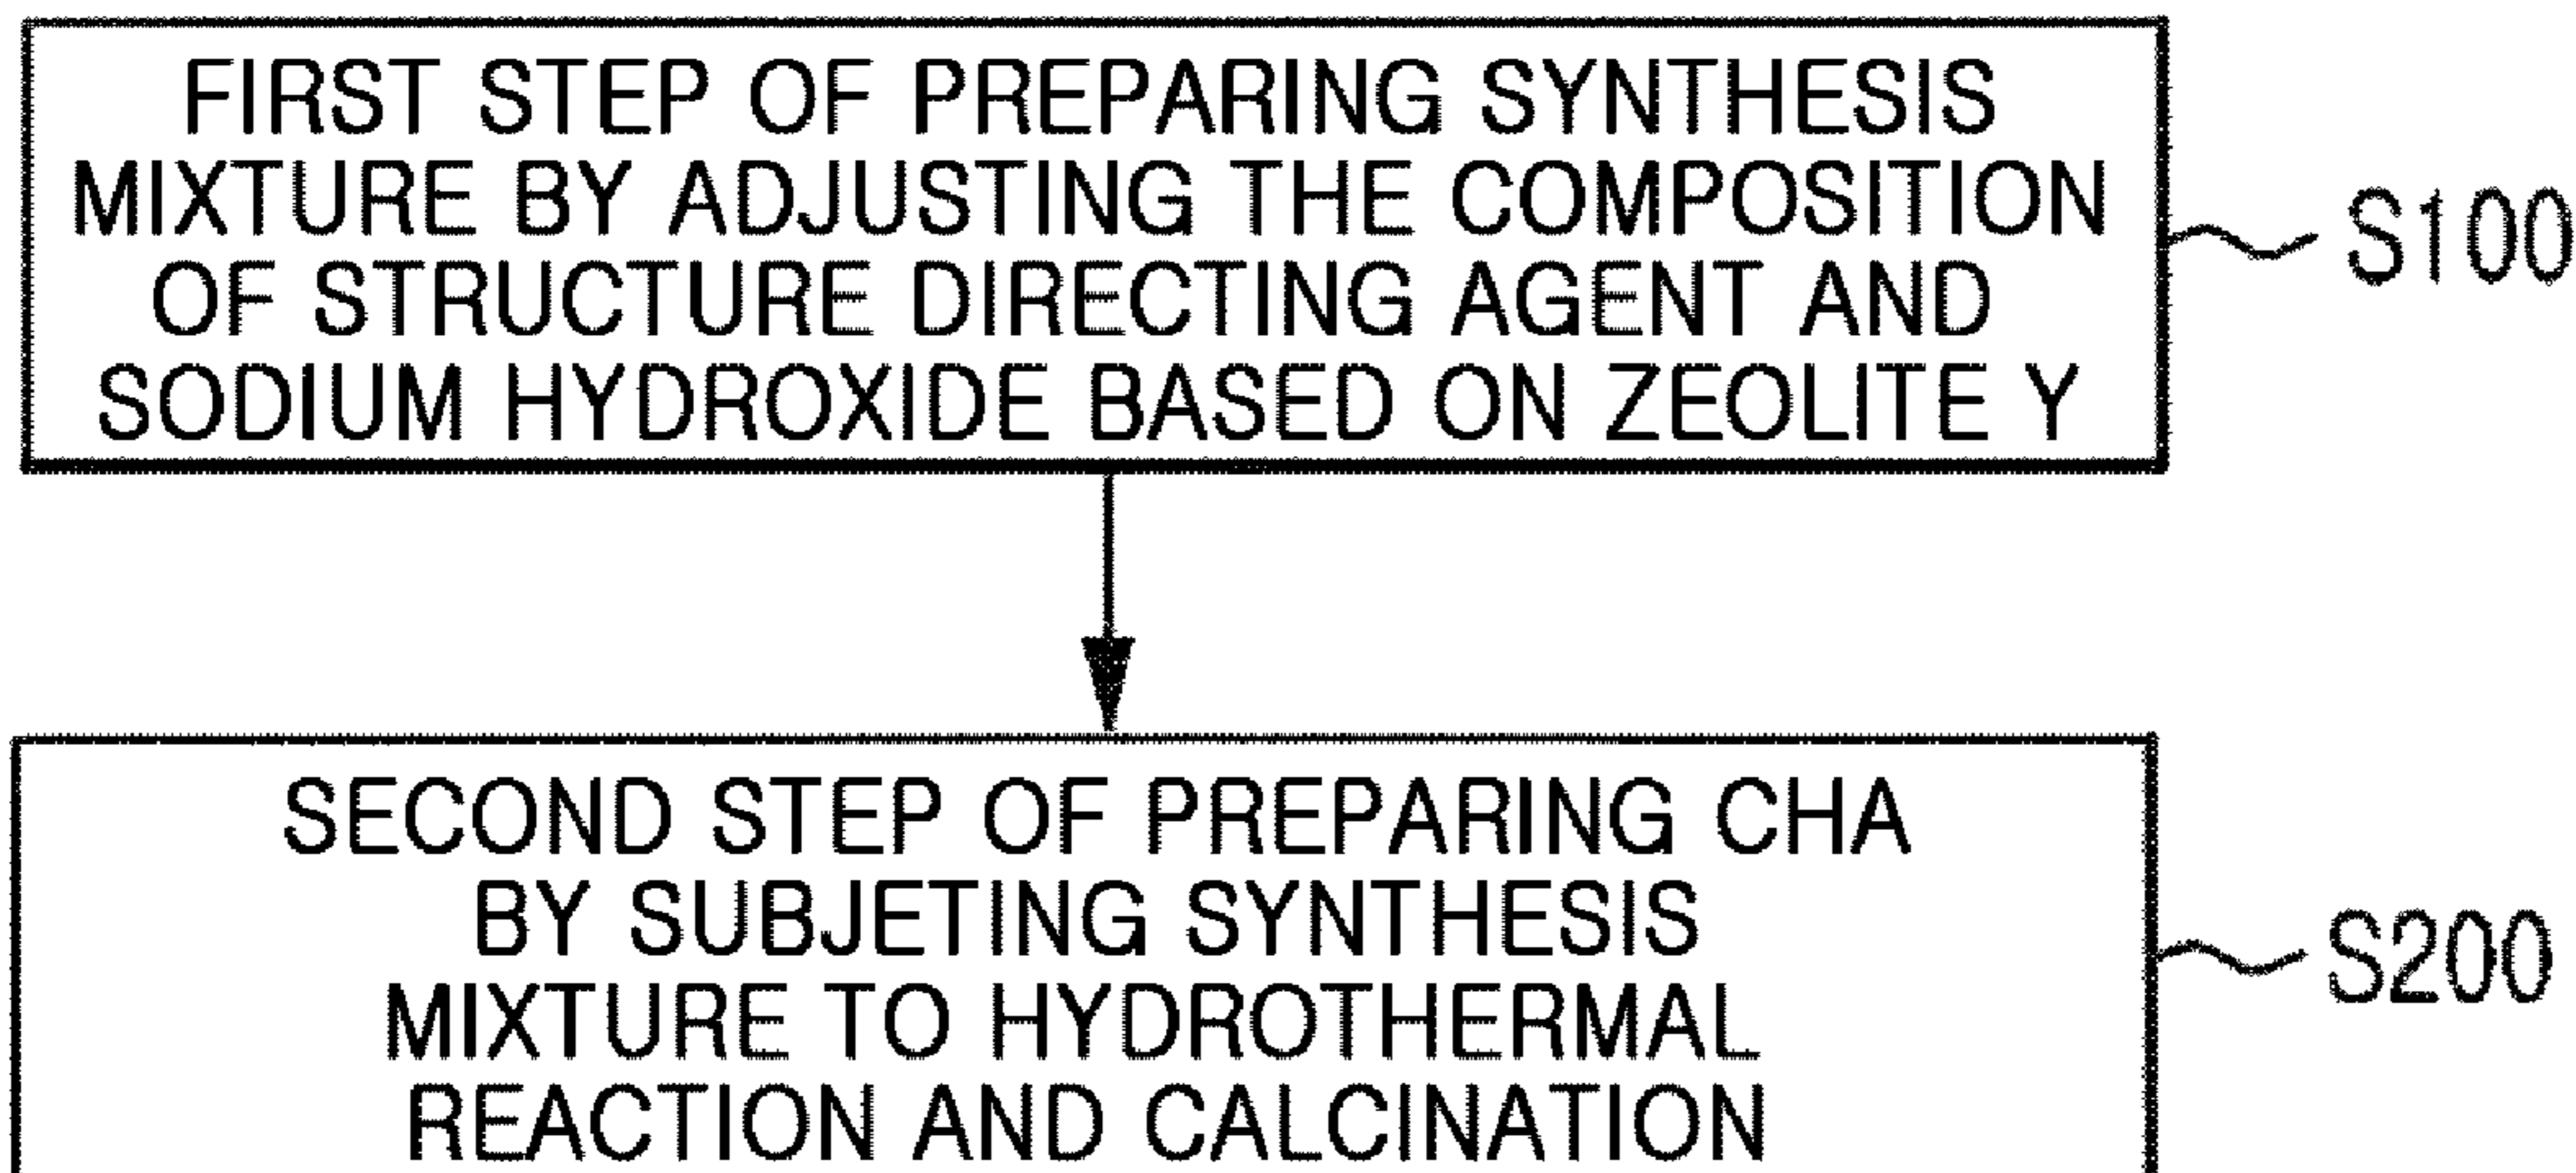 FIRST STEP OF PREPARING SYNTHESIS
MIXTURE BY ADJUSTING THE COMPOSITION
OF STRUCTURE DIRECTING AGENT AND
SODIUM HYDROXIDE BASED ON ZEOLITE Y
S100
SECOND STEP OF PREPARING CHA
BY SUBJETING SYNTHESIS
MIXTURE TO HYDROTHERMAL
REACTION AND CALCINATION
S200